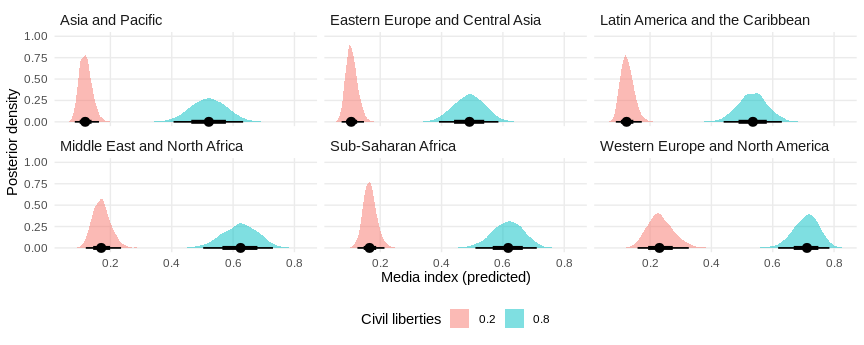 Asia and Pacific
Eastern Europe and Central Asia
Latin America and the Caribbean
1.00
0.75
0.50
0.25
0.00
Middle East and North Africa
Sub-Saharan Africa
Western Europe and North America
1.00
0.75
0.50
0.25
0.00
Posterior density
0.2 0.4 0.6 0.8
0.2 0.4 0.6 0.8
0.2 0.4 0.6 0.8
Media index (predicted)
Civil liberties 0.2 0.8